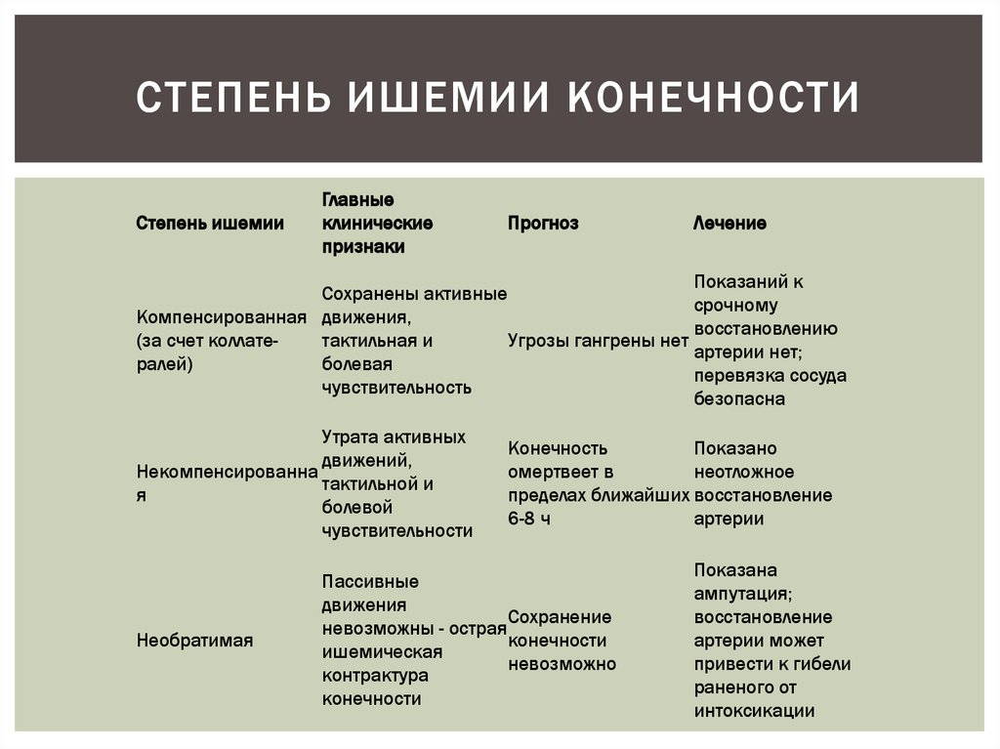 СТЕПЕНЬ ИШЕМИИ КОНЕЧНОСТИ
Степень ишемии
Главные
клинические
признаки
Прогноз
Лечение
Компенсированная
(за счет коллате-
ралей)
Сохранены активные
движения,
тактильная и
болевая
чувствительность
Угрозы гангрены нет
Показаний к
срочному
восстановлению
артерии нет;
перевязка сосуда
безопасна
Некомпенсированна
я
Утрата активных
движений,
тактильной и
болевой
чувствительности
Конечность
омертвеет в
пределах ближайших
6-8 ч
Показано
неотложное
восстановление
артерии
Необратимая
Пассивные
движения
невозможны - острая
ишемическая
контрактура
конечности
Сохранение
конечности
невозможно
Показана
ампутация;
восстановление
артерии может
привести к гибели
раненого от
интоксикации